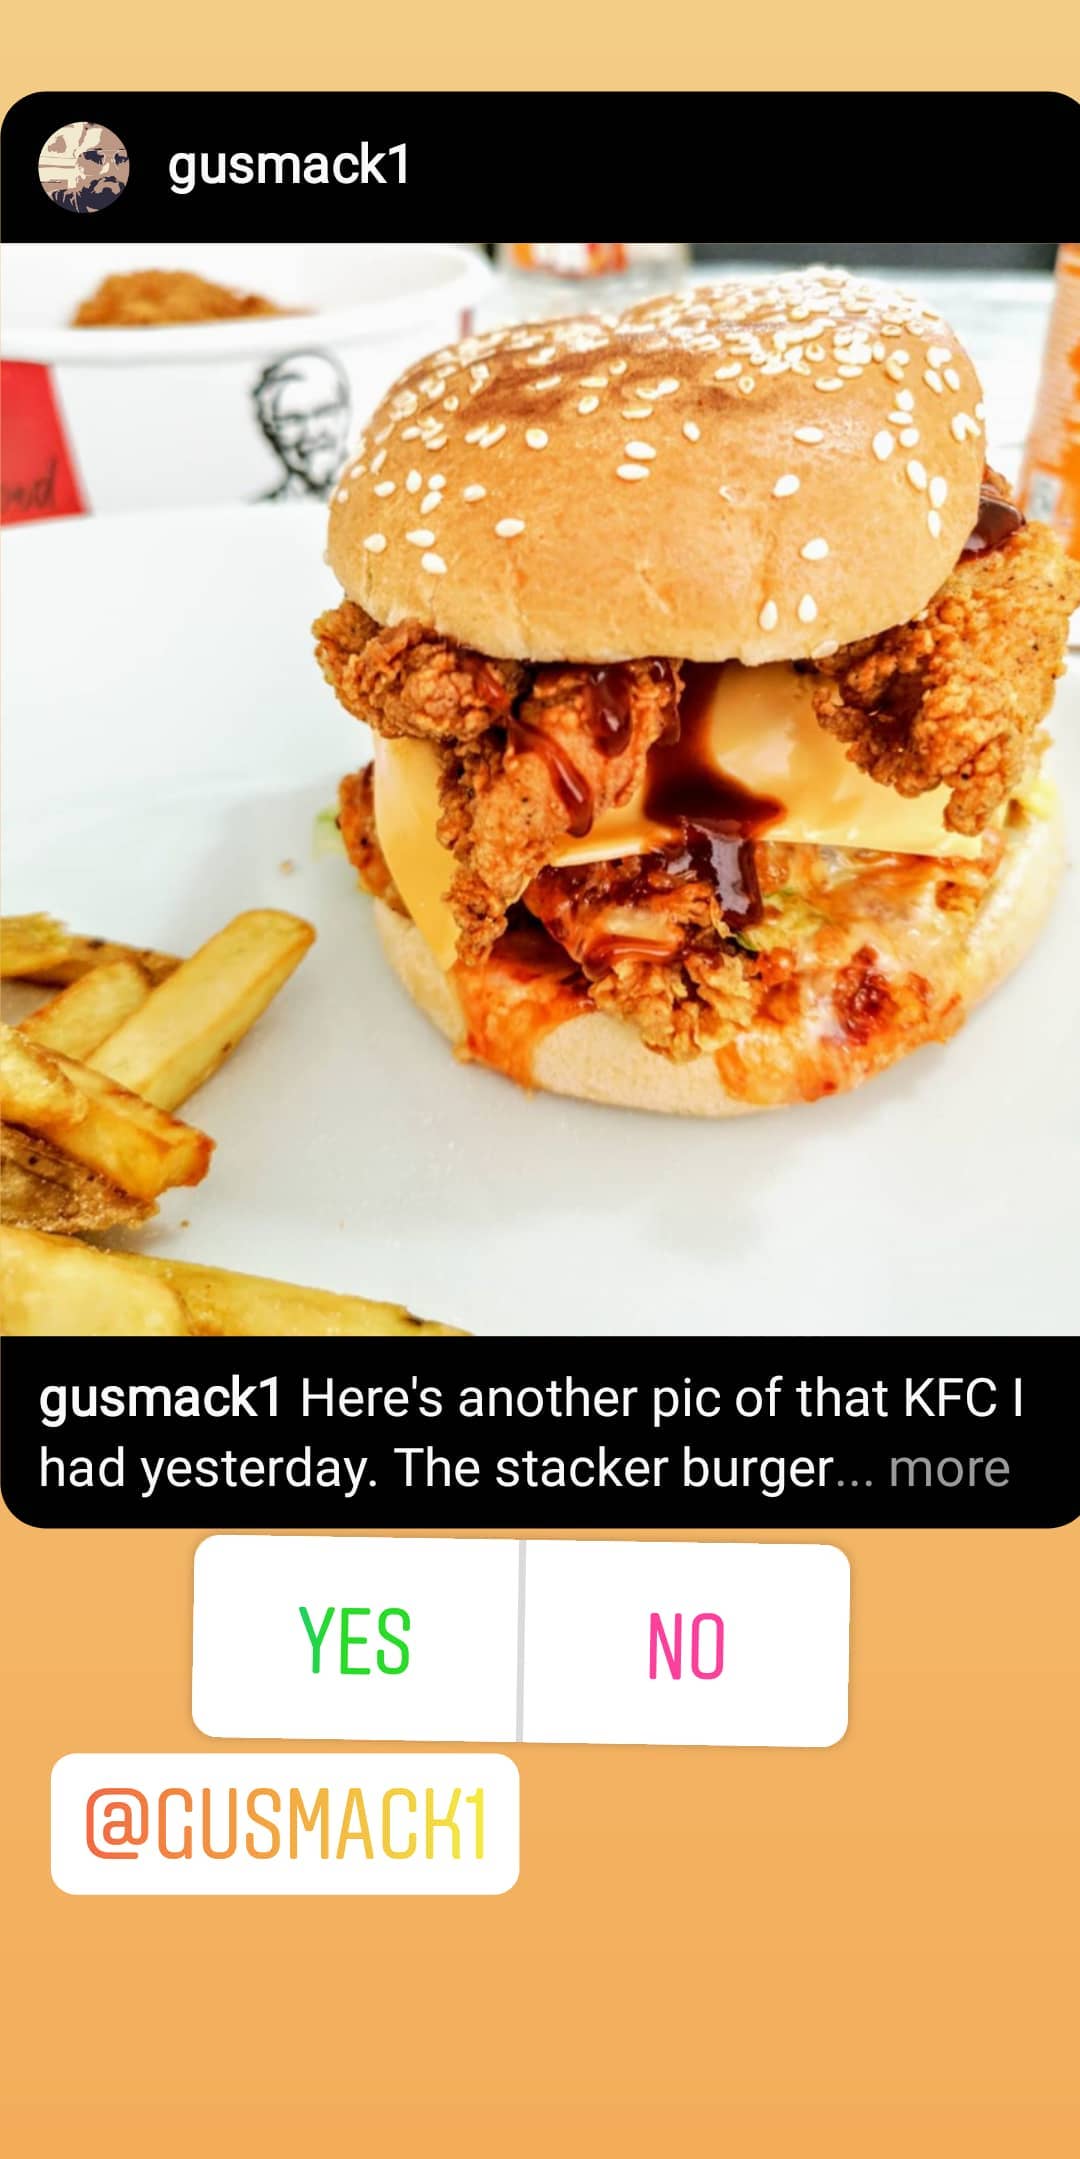 gusmack1
gusmack1 Here's another pic of that KFC I
had yesterday. The stacker burger... more
YES NO
@GUSMACK1